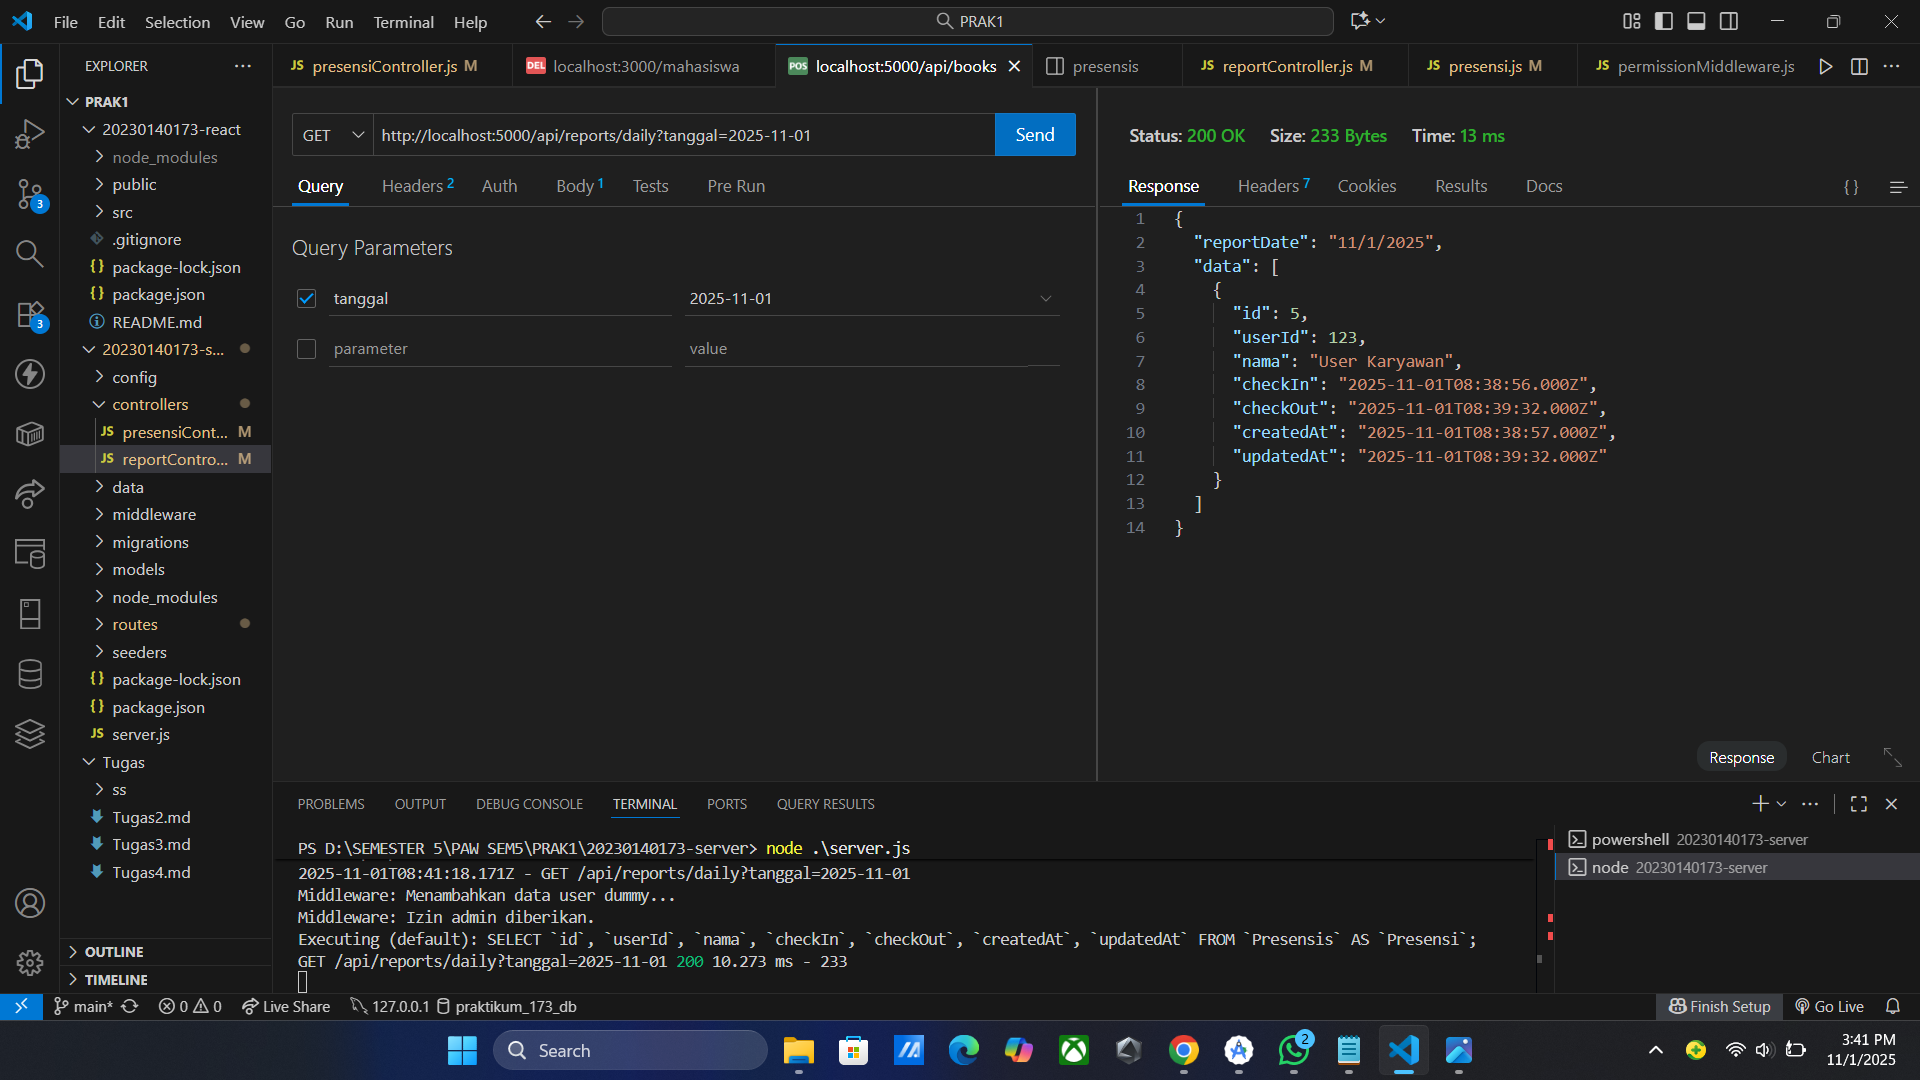 File Edit Selection View Go Run Terminal Help
PRAK1
EXPLORER
PRAK1
20230140173-react
node_modules
public
src
.gitignore
package-lock.json
package.json
README.md
20230140173-s...
config
controllers
JS presensiCont... M
JS reportContro... M
data
middleware
migrations
models
node_modules
routes
seeders
package-lock.json
package.json
JS server.js
Tugas
ss
Tugas2.md
Tugas3.md
Tugas4.md
OUTLINE
TIMELINE
3
3
JS presensiController.js M
DEL localhost:3000/mahasiswa
POS localhost:5000/api/books
presensis
JS reportController.js M
JS presensi.js M
JS permissionMiddleware.js
GET http://localhost:5000/api/reports/daily?tanggal=2025-11-01 Send
Query Headers 2 Auth Body 1 Tests Pre Run
Query Parameters
tanggal 2025-11-01
parameter value
Status: 200 OK Size: 233 Bytes Time: 13 ms
Response Headers 7 Cookies Results Docs
{ }
1 {
2 "reportDate": "11/1/2025",
3 "data": [
4 {
5 "id": 5,
6 "userId": 123,
7 "nama": "User Karyawan",
8 "checkIn": "2025-11-01T08:38:56.000Z",
9 "checkOut": "2025-11-01T08:39:32.000Z",
10 "createdAt": "2025-11-01T08:38:57.000Z",
11 "updatedAt": "2025-11-01T08:39:32.000Z"
12 }
13 ]
14 }
Response Chart
PROBLEMS OUTPUT DEBUG CONSOLE TERMINAL PORTS QUERY RESULTS
PS D:\SEMESTER 5\PAW SEM5\PRAK1\20230140173-server> node .\server.js
2025-11-01T08:41:18.171Z - GET /api/reports/daily?tanggal=2025-11-01
Middleware: Menambahkan data user dummy...
Middleware: Izin admin diberikan.
Executing (default): SELECT `id`, `userId`, `nama`, `checkIn`, `checkOut`, `createdAt`, `updatedAt` FROM `Presensis` AS `Presensi`;
GET /api/reports/daily?tanggal=2025-11-01 200 10.273 ms - 233
powershell 20230140173-server
node 20230140173-server
main* 0 0 Live Share 127.0.0.1 praktikum_173_db
Finish Setup Go Live
Search
2
3:41 PM
11/1/2025